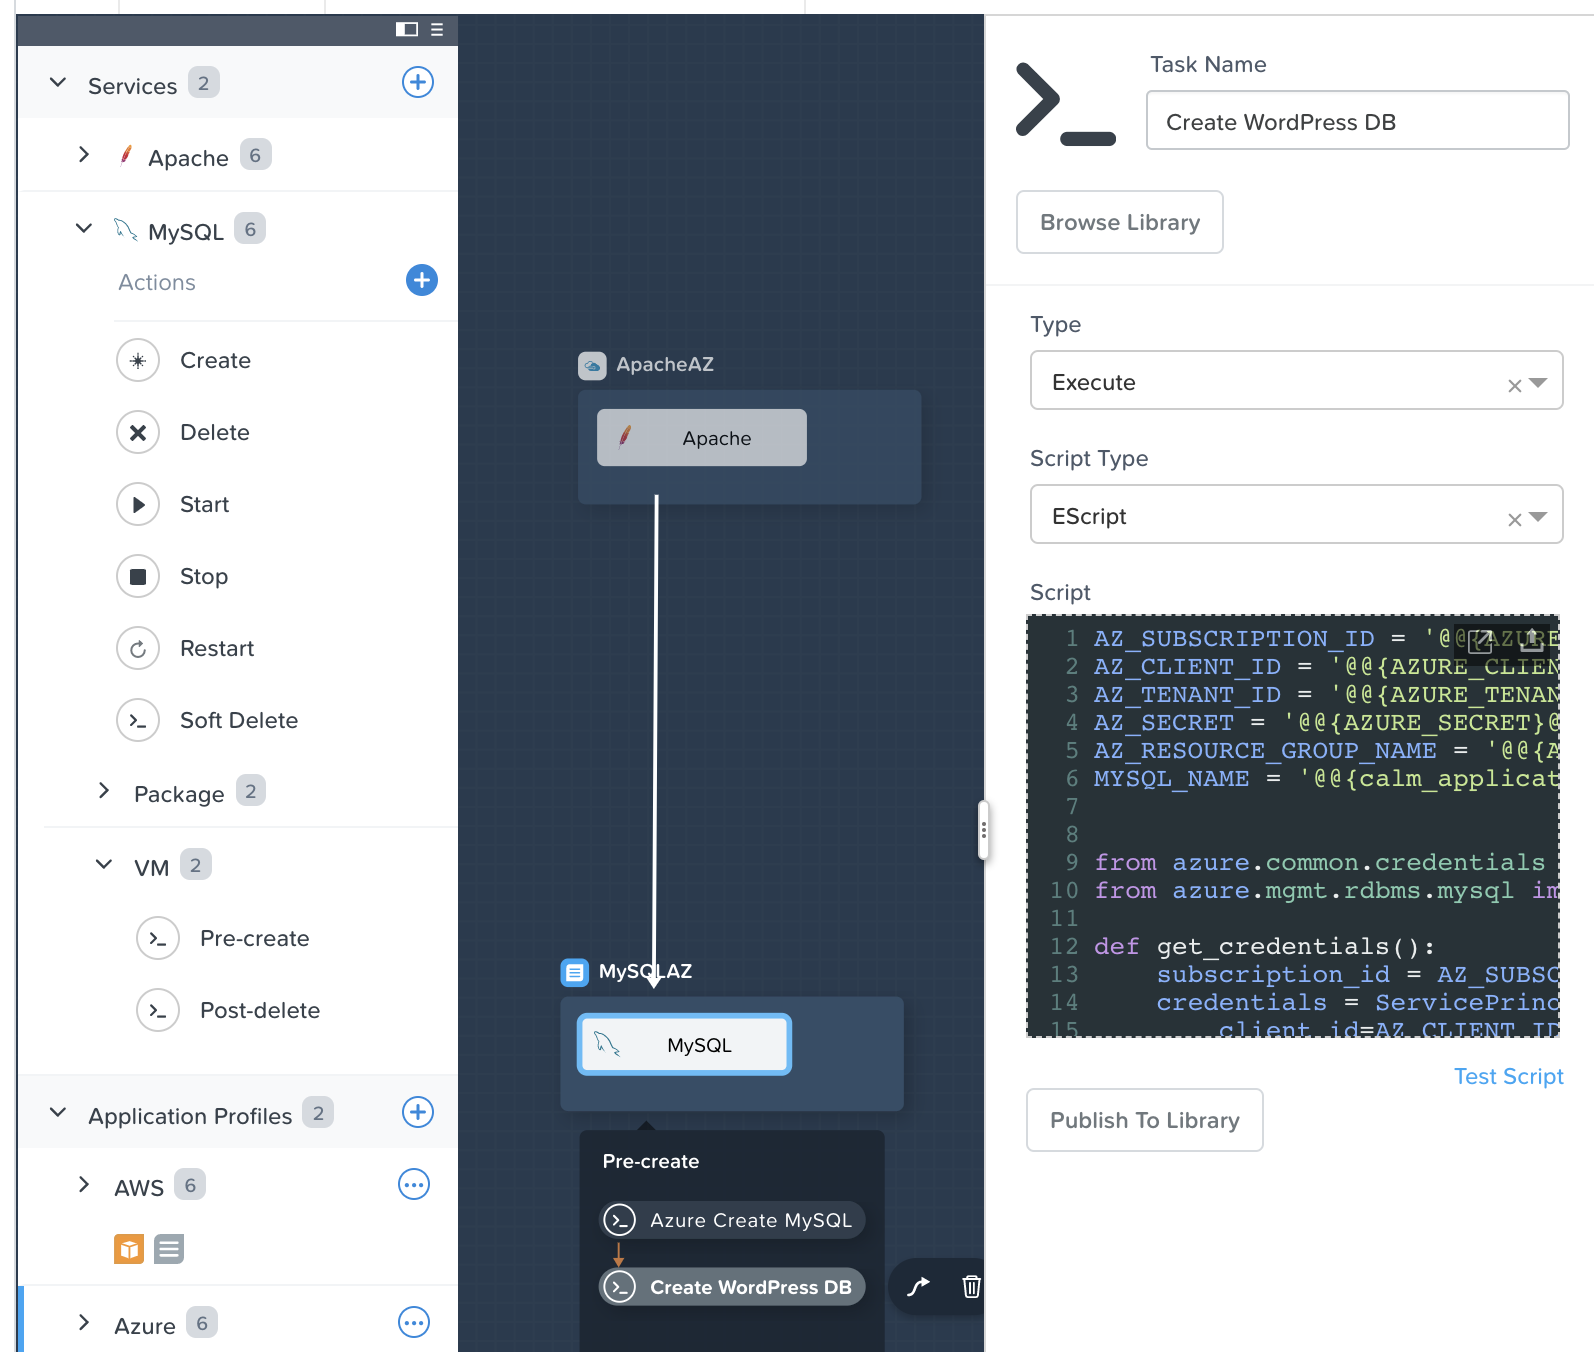 Services 2
Apache 6
MySQL 6
Actions
Create
Delete
Start
Stop
Restart
Soft Delete
Package 2
VM 2
Pre-create
Post-delete
Application Profiles 2
AWS 6
Azure 6
ApacheAZ
Apache
MySQLAZ
MySQL
Pre-create
Azure Create MySQL
Create WordPress DB
Task Name
Create WordPress DB
Browse Library
Type
Execute
Script Type
EScript
Script
1 AZ_SUBSCRIPTION_ID = '@@{AZURE
2 AZ_CLIENT_ID = '@@{AZURE_CLIEN
3 AZ_TENANT_ID = '@@{AZURE_TENAN
4 AZ_SECRET = '@@{AZURE_SECRET}@
5 AZ_RESOURCE_GROUP_NAME = '@@{A
6 MYSQL_NAME = '@@{calm_applicat
7
8
9 from azure.common.credentials
10 from azure.mgmt.rdbms.mysql im
11
12 def get_credentials():
13 subscription_id = AZ_SUBSC
14 credentials = ServicePrinc
15 client_id=AZ_CLIENT_ID
Test Script
Publish To Library